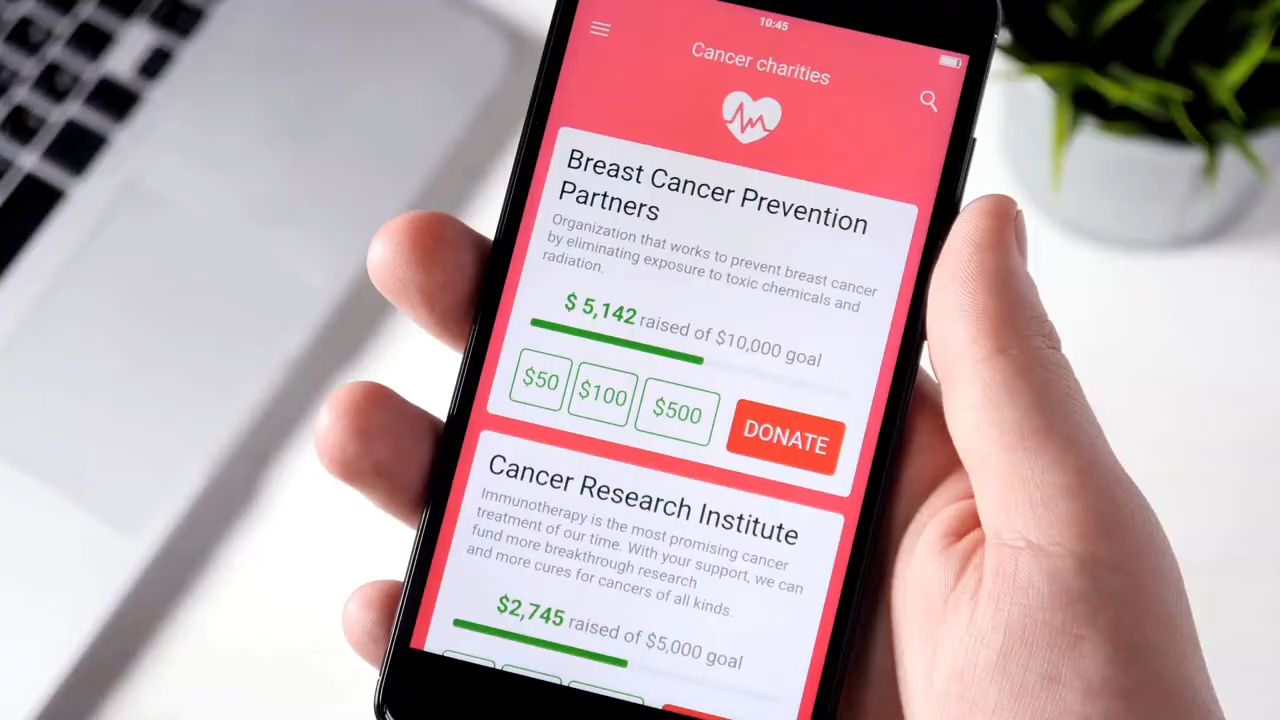 10:45
Cancer charities
Breast Cancer Prevention
Partners
Organization that works to prevent breast cancer
by eliminating exposure to toxic chemicals and
radiation.
$ 5,142 raised of $10,000 goal
$50 $100 $500 DONATE
Cancer Research Institute
Immunotherapy is the most promising cancer
treatment of our time. With your support, we can
fund more breakthrough research
and more cures for cancers of all kinds.
$2,745 raised of $5,000 goal